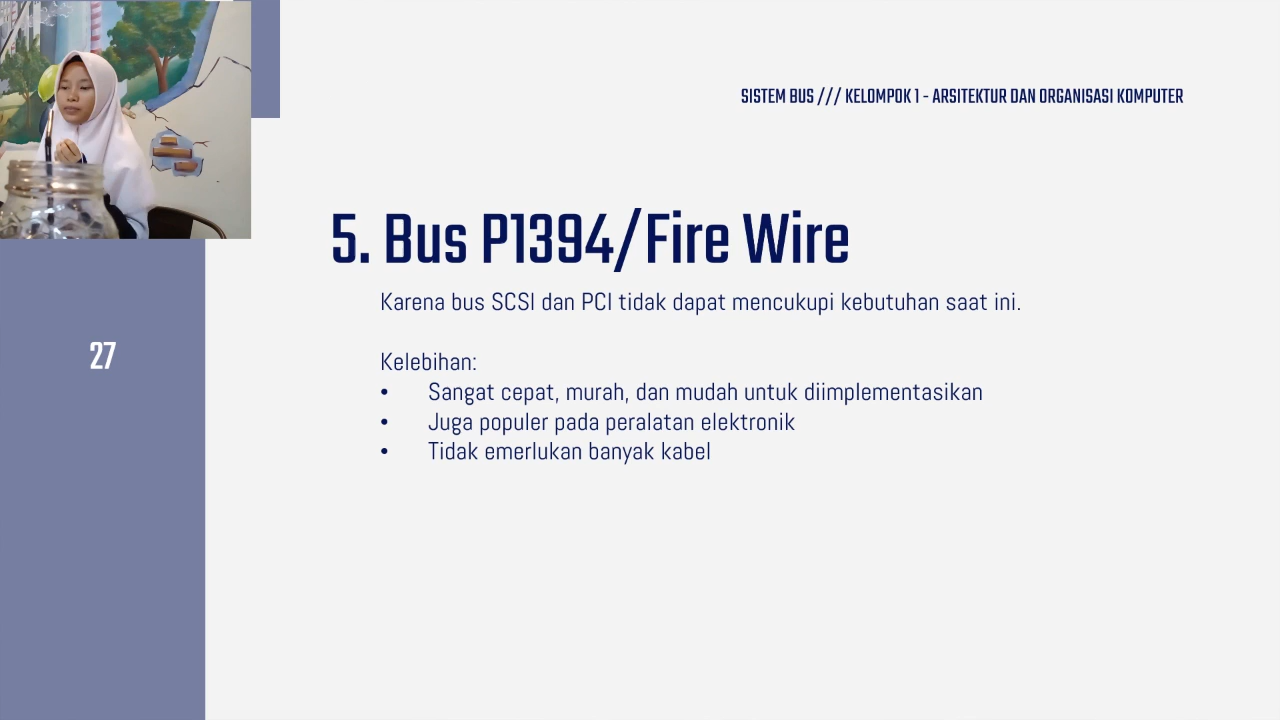 SISTEM BUS /// KELOMPOK 1 - ARSITEKTUR DAN ORGANISASI KOMPUTER
5. Bus P1394/Fire Wire
Karena bus SCSI dan PCI tidak dapat mencukupi kebutuhan saat ini.
27
Kelebihan:
• Sangat cepat, murah, dan mudah untuk diimplementasikan
• Juga populer pada peralatan elektronik
• Tidak emerlukan banyak kabel